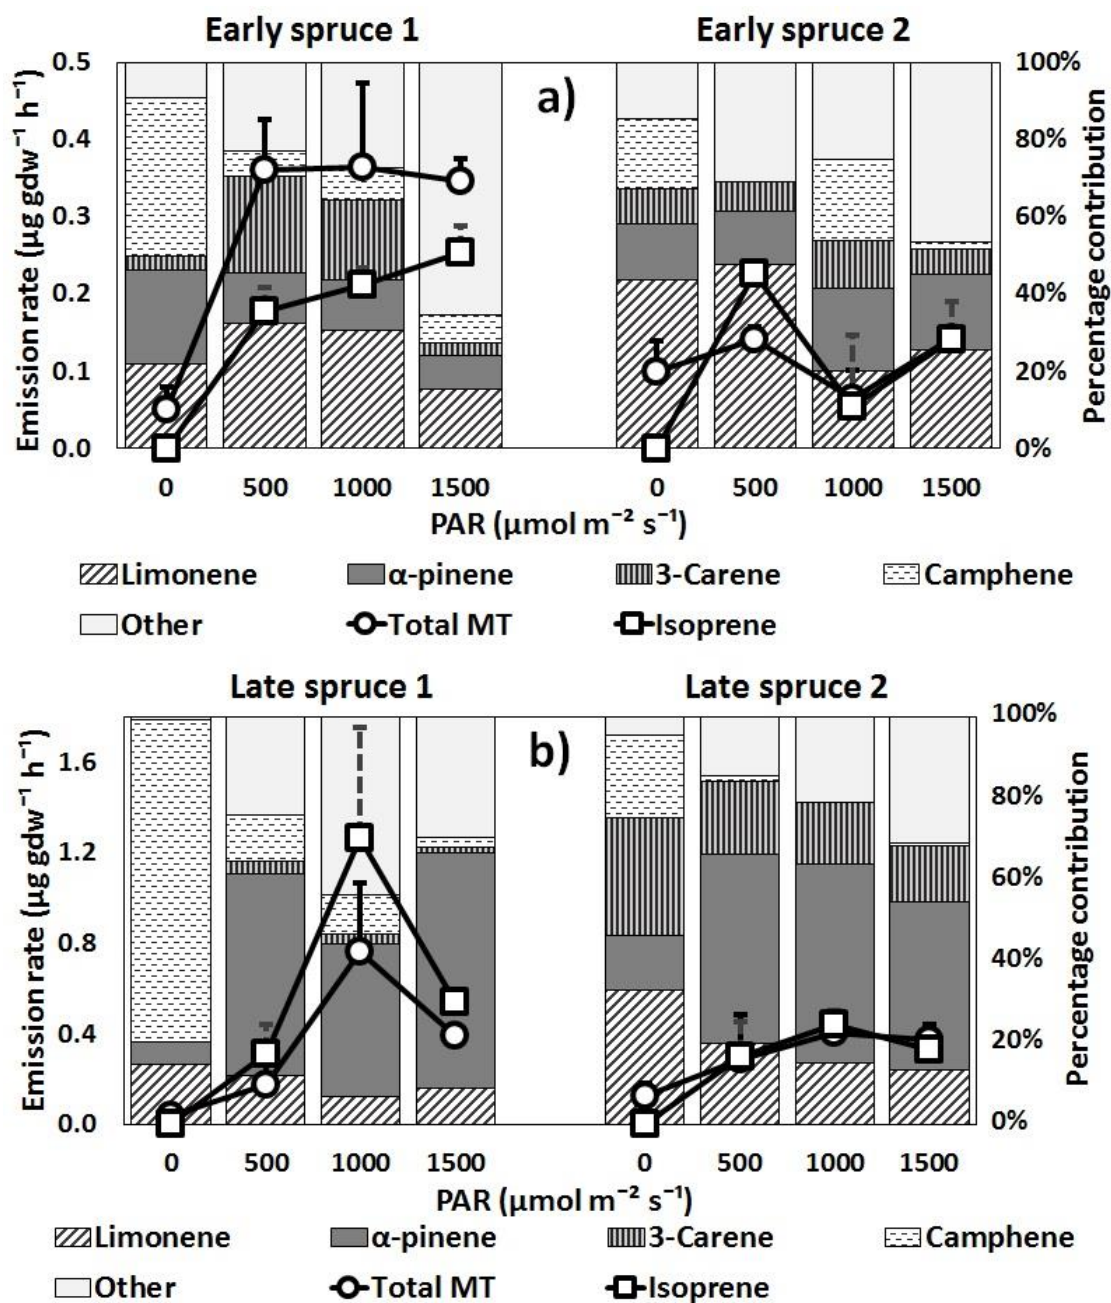 Early spruce 1 Early spruce 2
a)
Emission rate (µg gdw⁻¹ h⁻¹)
0.5
0.4
0.3
0.2
0.1
0.0
100%
80%
60%
40%
20%
0%
Percentage contribution
0 500 1000 1500 0 500 1000 1500
PAR (µmol m⁻² s⁻¹)
Limonene α-pinene 3-Carene Camphene
Other Total MT Isoprene
Late spruce 1 Late spruce 2
b)
Emission rate (µg gdw⁻¹ h⁻¹)
1.6
1.2
0.8
0.4
0.0
100%
80%
60%
40%
20%
0%
Percentage contribution
0 500 1000 1500 0 500 1000 1500
PAR (µmol m⁻² s⁻¹)
Limonene α-pinene 3-Carene Camphene
Other Total MT Isoprene